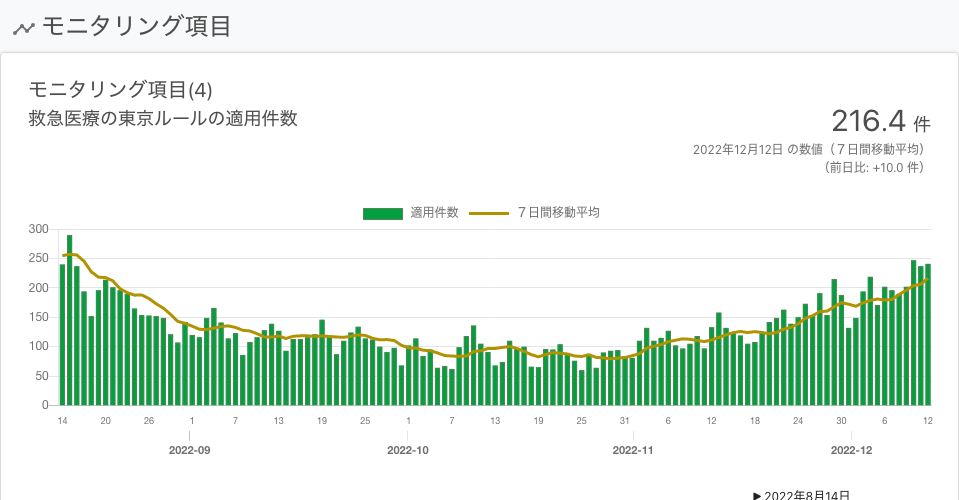 モニタリング項目
モニタリング項目(4)
救急医療の東京ルールの適用件数
216.4 件
2022年12月12日 の数値（７日間移動平均）
（前日比: +10.0 件）
適用件数 ７日間移動平均
300
250
200
150
100
50
0
14 20 26 1 7 13 19 25 1 7 13 19 25 31 6 12 18 24 30 6 12
2022-09 2022-10 2022-11 2022-12
▶ 2022年8月14日